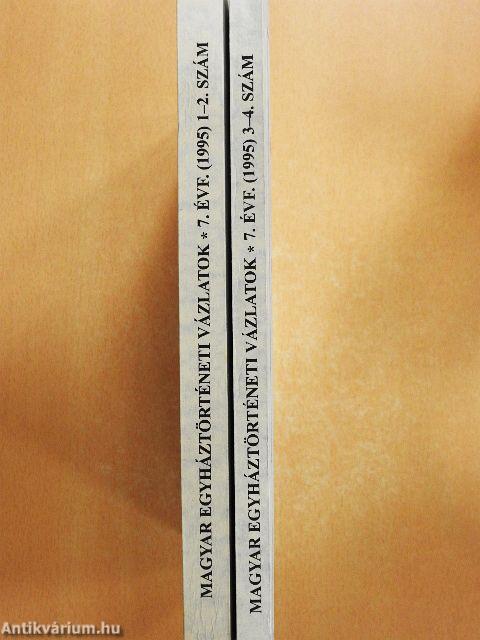 MAGYAR EGYHÁZTÖRTÉNETI VÁZLATOK * 7. ÉVF. (1995) 1–2. SZÁM
MAGYAR EGYHÁZTÖRTÉNETI VÁZLATOK * 7. ÉVF. (1995) 3–4. SZÁM
Antikvárium.hu